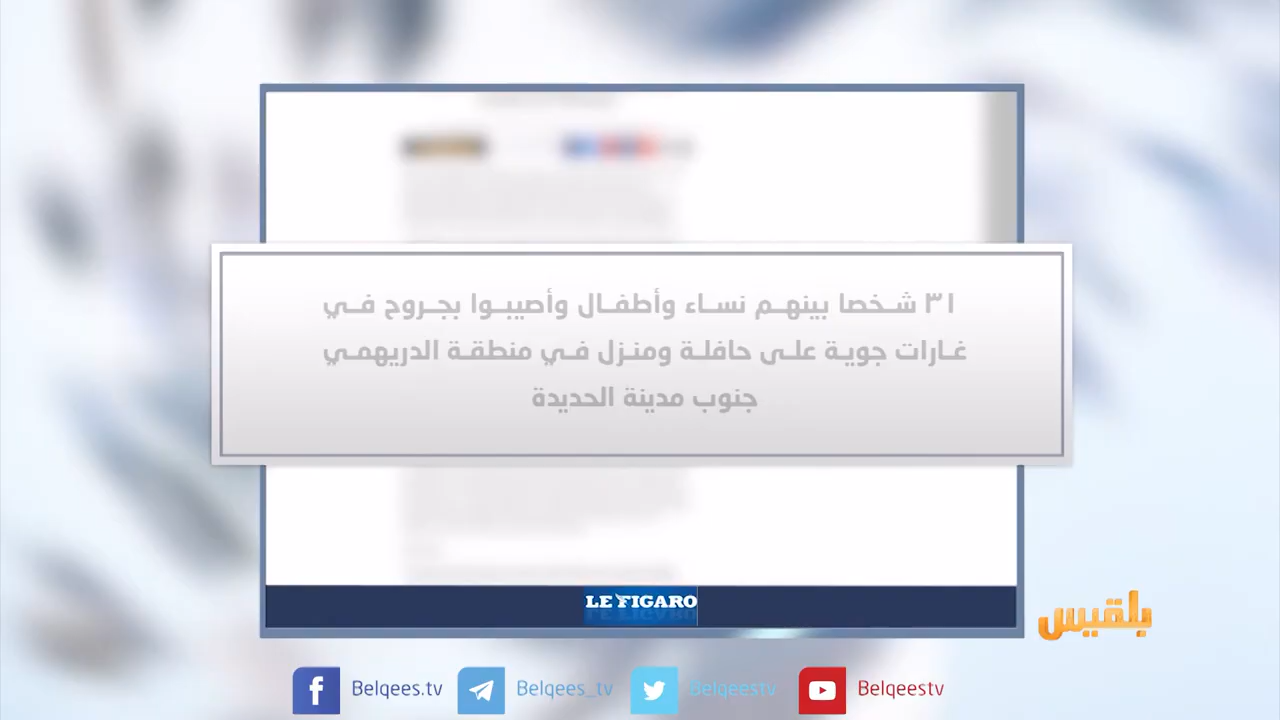 ٣١ شخصا بينهم نساء وأطفال وأصيبوا بجروح في
غارات جوية على حافلة ومنزل في منطقة الدريهمي
جنوب مدينة الحديدة
LE FIGARO
بلقيس
Belqees.tv
Belqees_tv
Belqeestv
Belqeestv